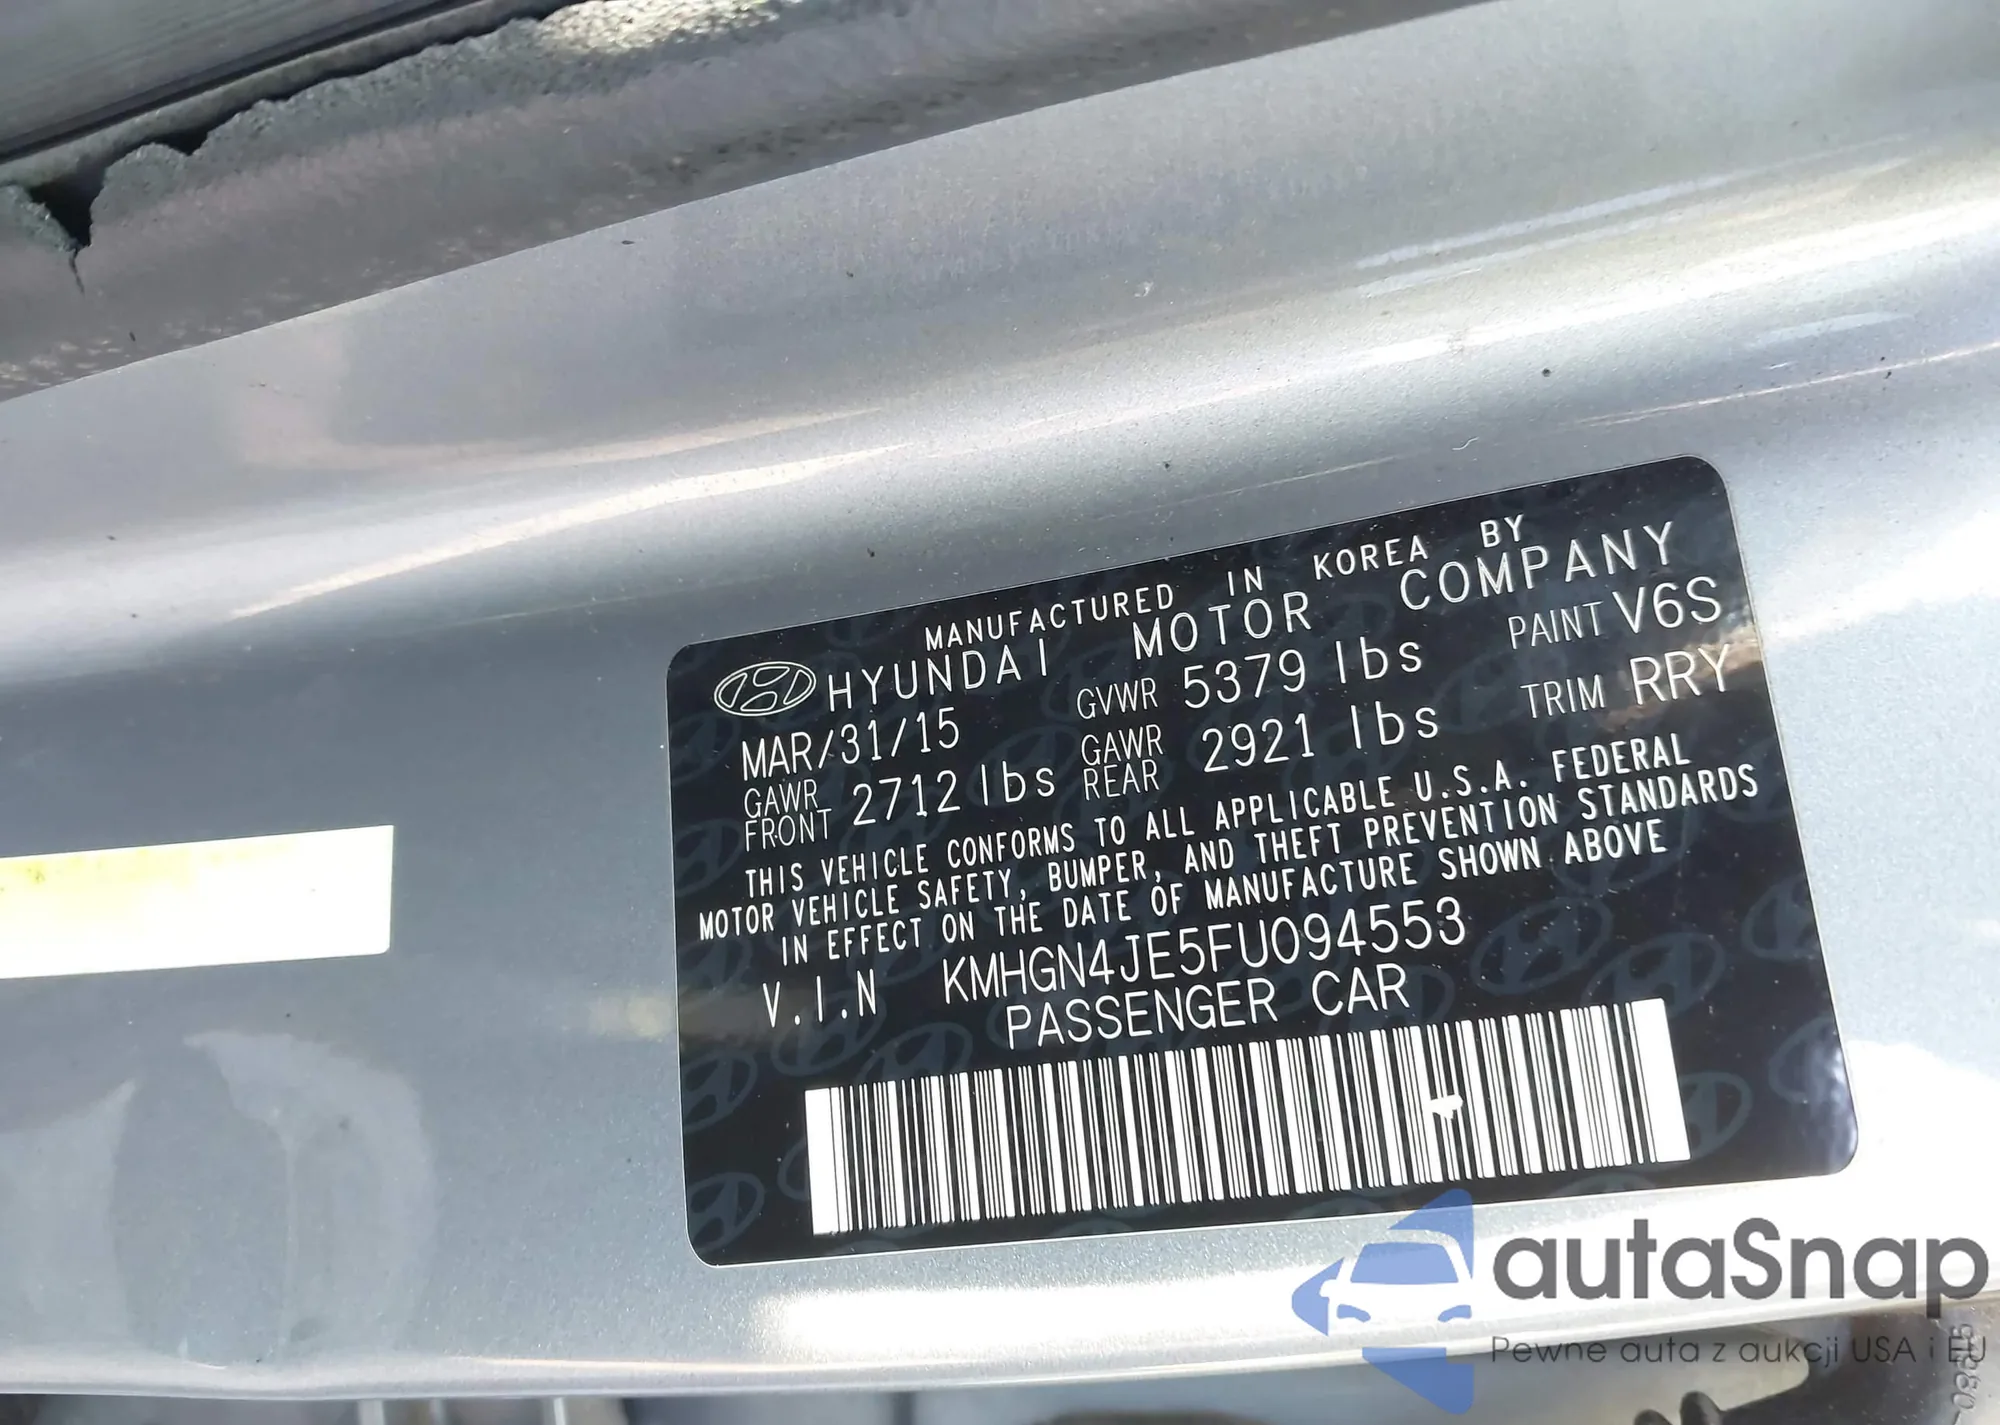 MANUFACTURED IN KOREA BY
HYUNDAI MOTOR COMPANY
MAR/31/15 GVWR 5379 lbs PAINT V6S
GAWR FRONT 2712 lbs GAWR REAR 2921 lbs TRIM RRY
THIS VEHICLE CONFORMS TO ALL APPLICABLE U.S.A. FEDERAL
MOTOR VEHICLE SAFETY, BUMPER, AND THEFT PREVENTION STANDARDS
IN EFFECT ON THE DATE OF MANUFACTURE SHOWN ABOVE
V.I.N KMHGN4JE5FU094553
PASSENGER CAR
autaSnap
Pewne auta z aukcji USA i EU